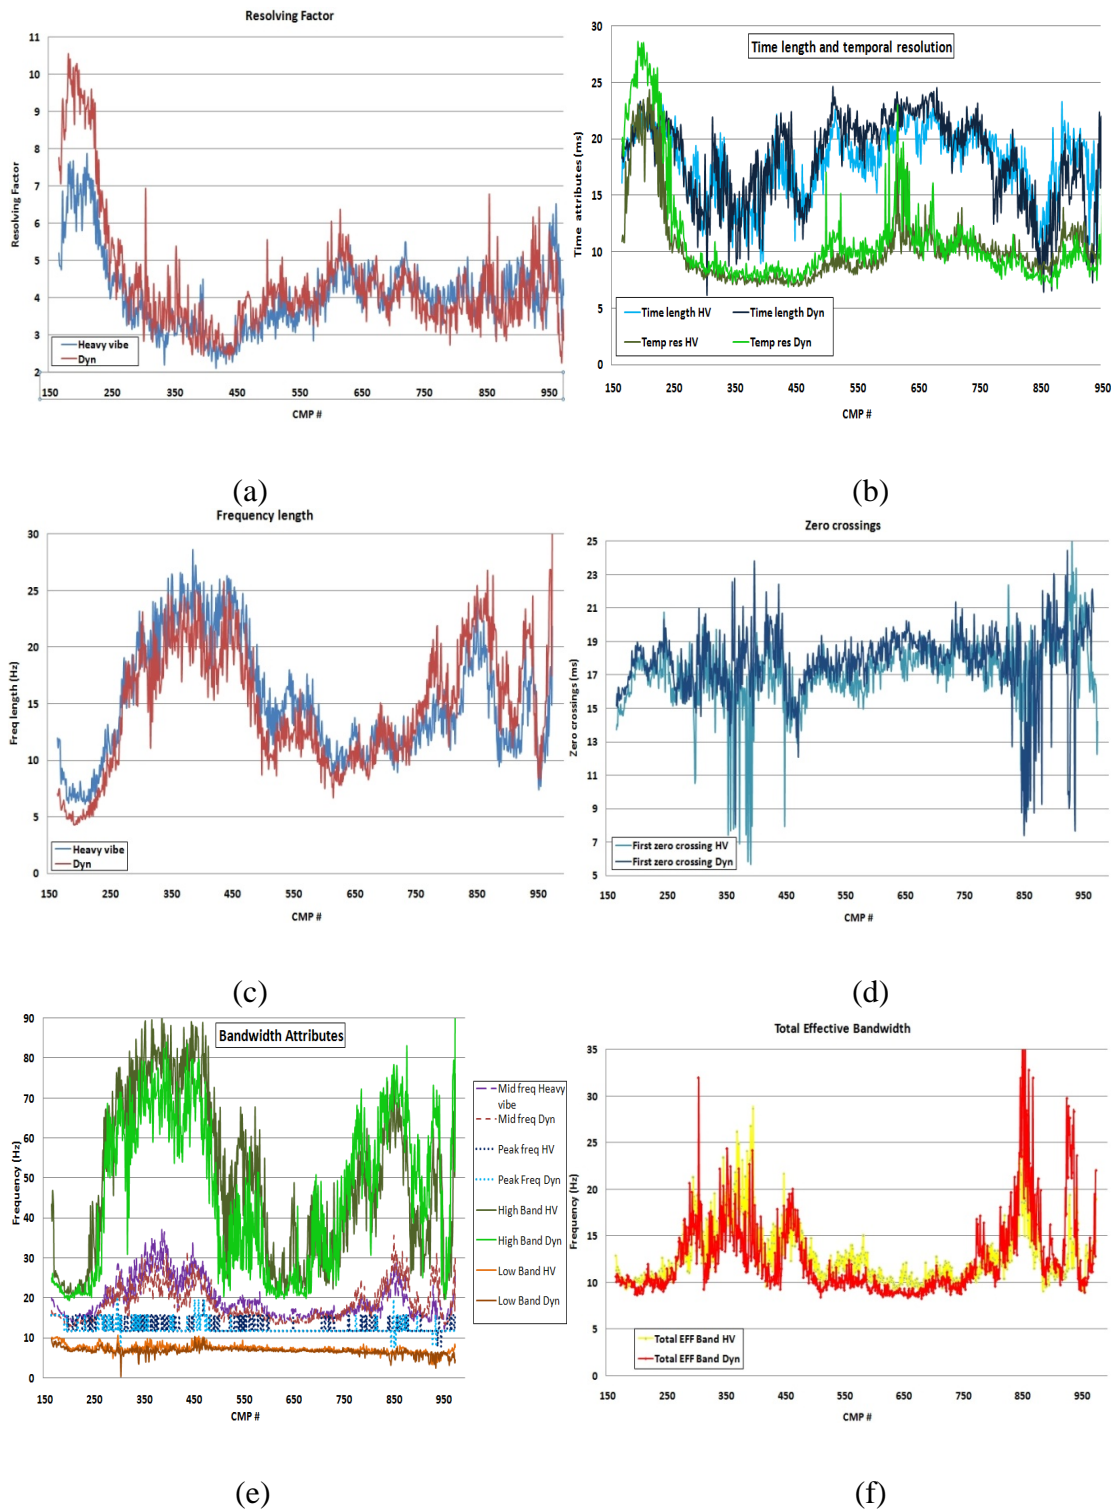 Resolving Factor
11
10
9
8
7
6
5
4
3
2
Resolving Factor
Heavy vibe
Dyn
150 250 350 450 550 650 750 850 950
CMP #
(a)
Time length and temporal resolution
30
25
20
15
10
5
0
Time attributes (ms)
Time length HV
Time length Dyn
Temp res HV
Temp res Dyn
150 250 350 450 550 650 750 850 950
CMP #
(b)
Frequency length
30
25
20
15
10
5
0
Freq length (Hz)
Heavy vibe
Dyn
150 250 350 450 550 650 750 850 950
CMP #
(c)
Zero crossings
25
23
21
19
17
15
13
11
9
7
5
Zero crossings (ms)
First zero crossing HV
First zero crossing Dyn
150 250 350 450 550 650 750 850 950
CMP #
(d)
Bandwidth Attributes
90
80
70
60
50
40
30
20
10
0
Frequency (Hz)
150 250 350 450 550 650 750 850 950
CMP #
Mid freq Heavy
vibe
Mid freq Dyn
Peak freq HV
Peak Freq Dyn
High Band HV
High Band Dyn
Low Band HV
Low Band Dyn
(e)
Total Effective Bandwidth
35
30
25
20
15
10
5
0
Frequency (Hz)
Total EFF Band HV
Total EFF Band Dyn
150 250 350 450 550 650 750 850 950
CMP #
(f)